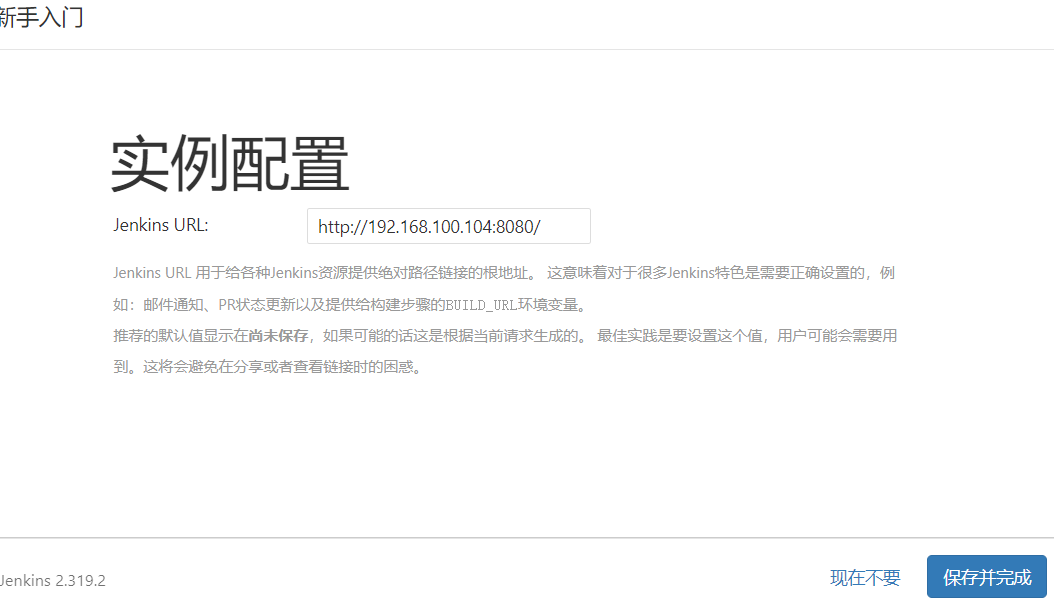 新手入门
实例配置
Jenkins URL: http://192.168.100.104:8080/
Jenkins URL 用于给各种Jenkins资源提供绝对路径链接的根地址。 这意味着对于很多Jenkins特色是需要正确设置的，例
如：邮件通知、PR状态更新以及提供给构建步骤的BUILD_URL环境变量。
推荐的默认值显示在尚未保存，如果可能的话这是根据当前请求生成的。 最佳实践是要设置这个值，用户可能会需要用
到。这将会避免在分享或者查看链接时的困惑。
Jenkins 2.319.2 现在不要 保存并完成